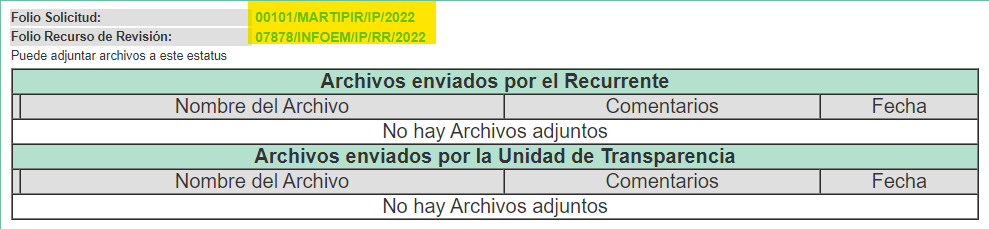 Folio Solicitud: 00101/MARTIPIR/IP/2022
Folio Recurso de Revisión: 07878/INFOEM/IP/RR/2022
Puede adjuntar archivos a este estatus
Archivos enviados por el Recurrente
Nombre del Archivo Comentarios Fecha
No hay Archivos adjuntos
Archivos enviados por la Unidad de Transparencia
Nombre del Archivo Comentarios Fecha
No hay Archivos adjuntos